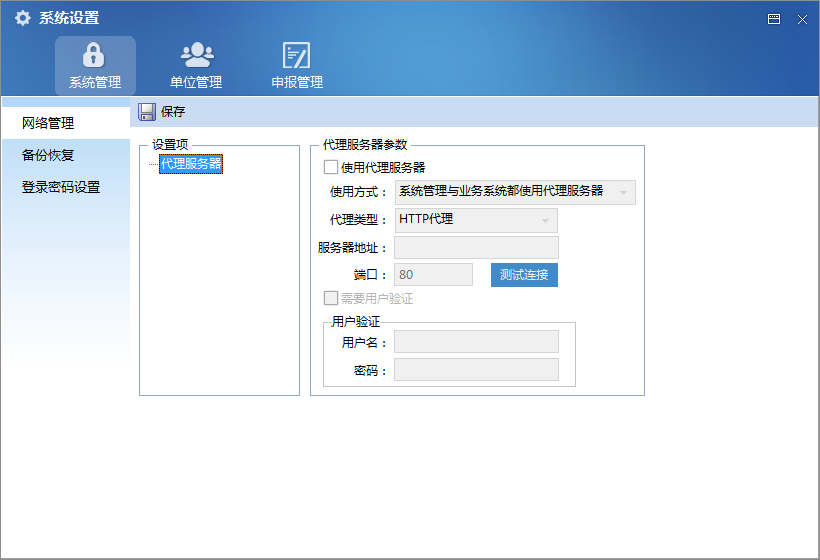 系统设置
系统管理
单位管理
申报管理
网络管理
备份恢复
登录密码设置
保存
设置项
代理服务器
代理服务器参数
使用代理服务器
使用方式：
系统管理与业务系统都使用代理服务器
代理类型：
HTTP代理
服务器地址：
端口：
80
测试连接
需要用户验证
用户验证
用户名：
密码：